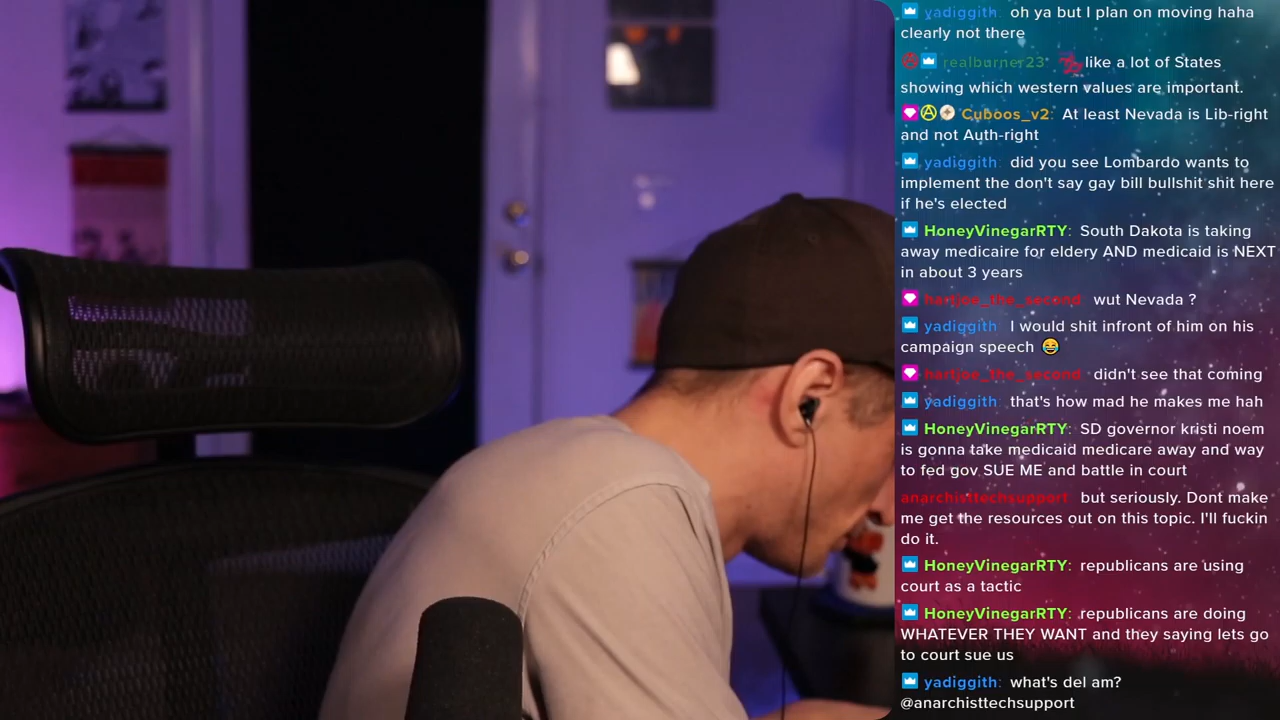 yadiggith: oh ya but I plan on moving haha
clearly not there
realburner23 like a lot of States
showing which western values are important.
Cuboos_v2: At least Nevada is Lib-right
and not Auth-right
yadiggith: did you see Lombardo wants to
implement the don't say gay bill bullshit shit here
if he's elected
HoneyVinegarRTY: South Dakota is taking
away medicaire for eldery AND medicaid is NEXT
in about 3 years
hartjoe_the_second: wut Nevada ?
yadiggith: I would shit infront of him on his
campaign speech 😂
hartjoe_the_second: didn't see that coming
yadiggith: that's how mad he makes me hah
HoneyVinegarRTY: SD governor kristi noem
is gonna take medicaid medicare away and way
to fed gov SUE ME and battle in court
anarchisttechsupport: but seriously. Dont make
me get the resources out on this topic. I'll fuckin
do it.
HoneyVinegarRTY: republicans are using
court as a tactic
HoneyVinegarRTY: republicans are doing
WHATEVER THEY WANT and they saying lets go
to court sue us
yadiggith: what's del am?
@anarchisttechsupport